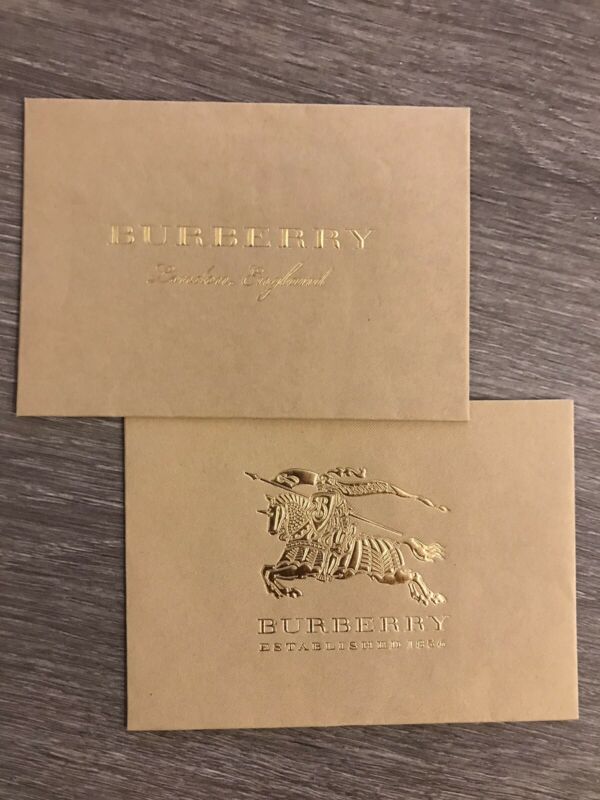 BURBERRY
London, England
BURBERRY
ESTABLISHED 1856